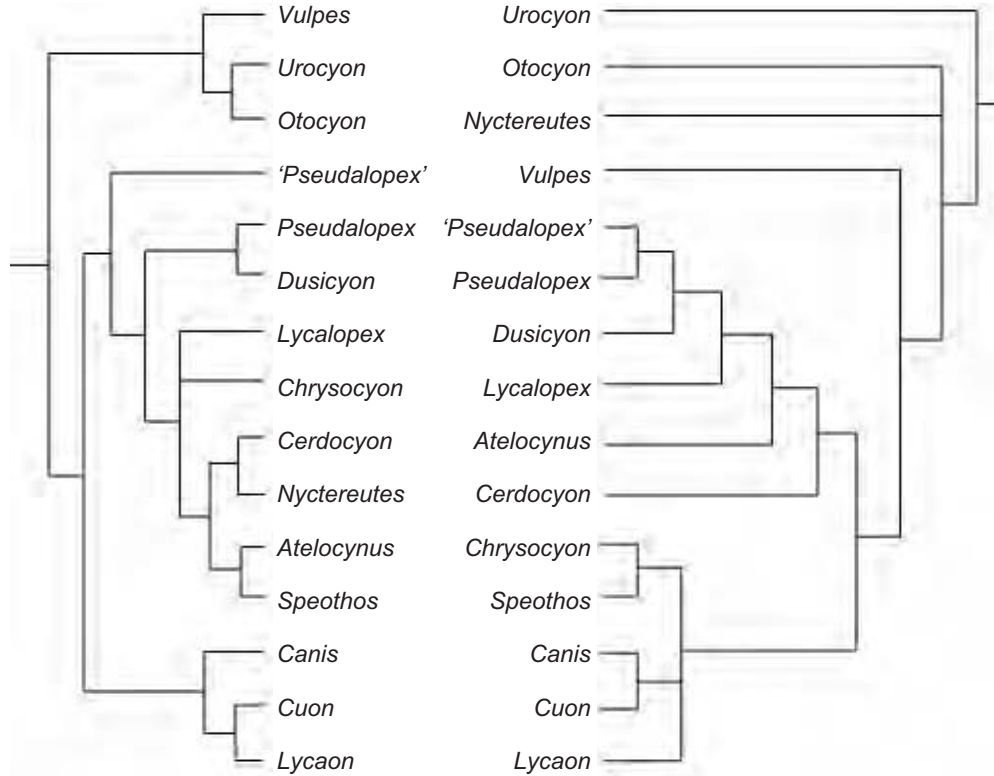 Vulpes
Urocyon
Otocyon
‘Pseudalopex’
Pseudalopex
Dusicyon
Lycalopex
Chrysocyon
Cerdocyon
Nyctereutes
Atelocynus
Speothos
Canis
Cuon
Lycaon
Urocyon
Otocyon
Nyctereutes
Vulpes
‘Pseudalopex’
Pseudalopex
Dusicyon
Lycalopex
Atelocynus
Cerdocyon
Chrysocyon
Speothos
Canis
Cuon
Lycaon